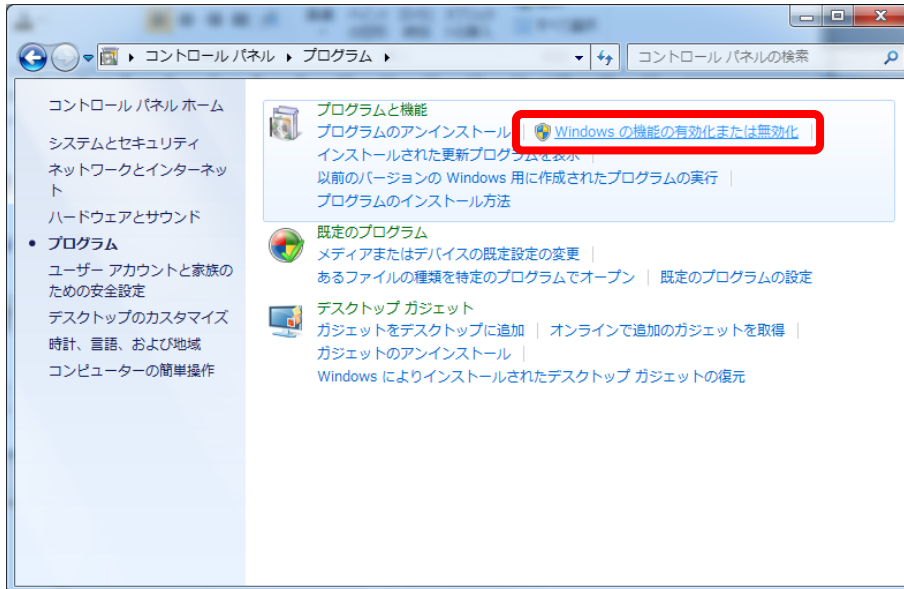 コントロール パネル ▸ プログラム ▸
コントロール パネルの検索
コントロール パネル ホーム
システムとセキュリティ
ネットワークとインターネッ
ト
ハードウェアとサウンド
プログラム
ユーザー アカウントと家族の
ための安全設定
デスクトップのカスタマイズ
時計、言語、および地域
コンピューターの簡単操作
プログラムと機能
プログラムのアンインストール | Windows の機能の有効化または無効化 |
インストールされた更新プログラムを表示 |
以前のバージョンの Windows 用に作成されたプログラムの実行 |
プログラムのインストール方法
既定のプログラム
メディアまたはデバイスの既定設定の変更 |
あるファイルの種類を特定のプログラムでオープン | 既定のプログラムの設定
デスクトップ ガジェット
ガジェットをデスクトップに追加 | オンラインで追加のガジェットを取得 |
ガジェットのアンインストール |
Windows によりインストールされたデスクトップ ガジェットの復元